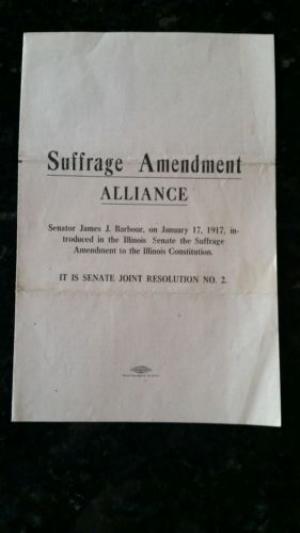 Suffrage Amendment
ALLIANCE
Senator James J. Barbour, on January 17, 1917, in-
troduced in the Illinois Senate the Suffrage
Amendment to the Illinois Constitution.
IT IS SENATE JOINT RESOLUTION NO. 2.